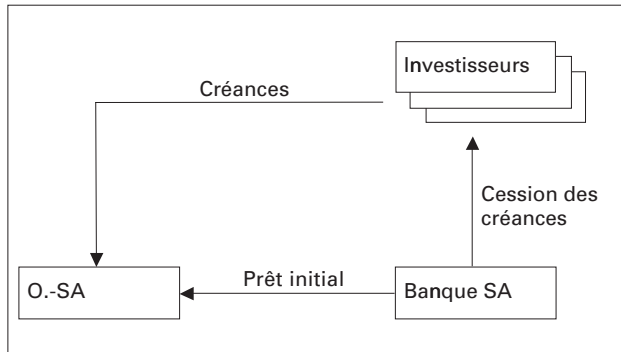 Investisseurs
Créances
Cession des
créances
Prêt initial
O.-SA
Banque SA